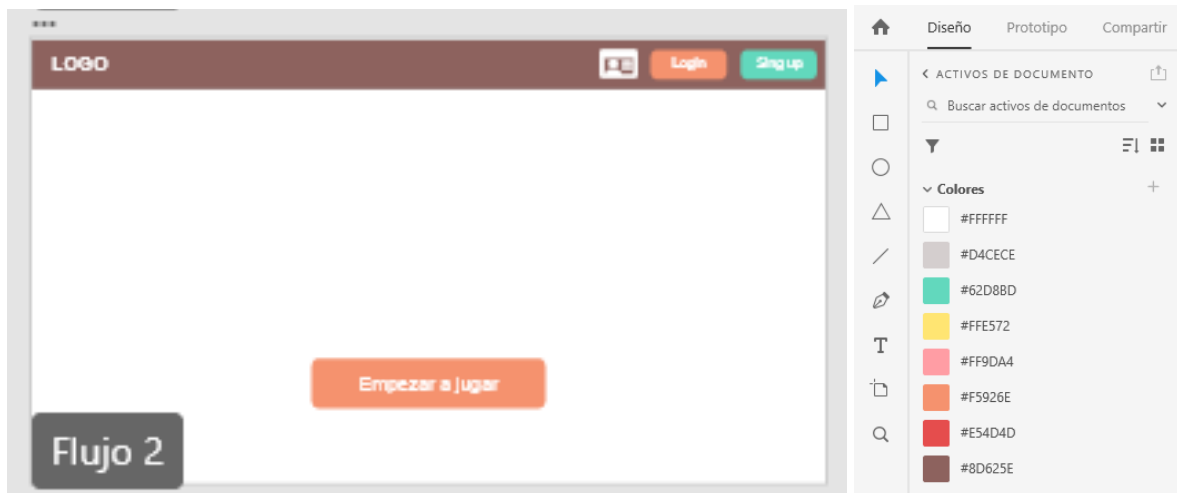 LOGO
Login
Sing up
Empezar a jugar
Flujo 2
Diseño
Prototipo
Compartir
ACTIVOS DE DOCUMENTO
Buscar activos de documentos
Colores
#FFFFFF
#D4CECE
#62D8BD
#FFE572
#FF9DA4
#F5926E
#E54D4D
#8D625E